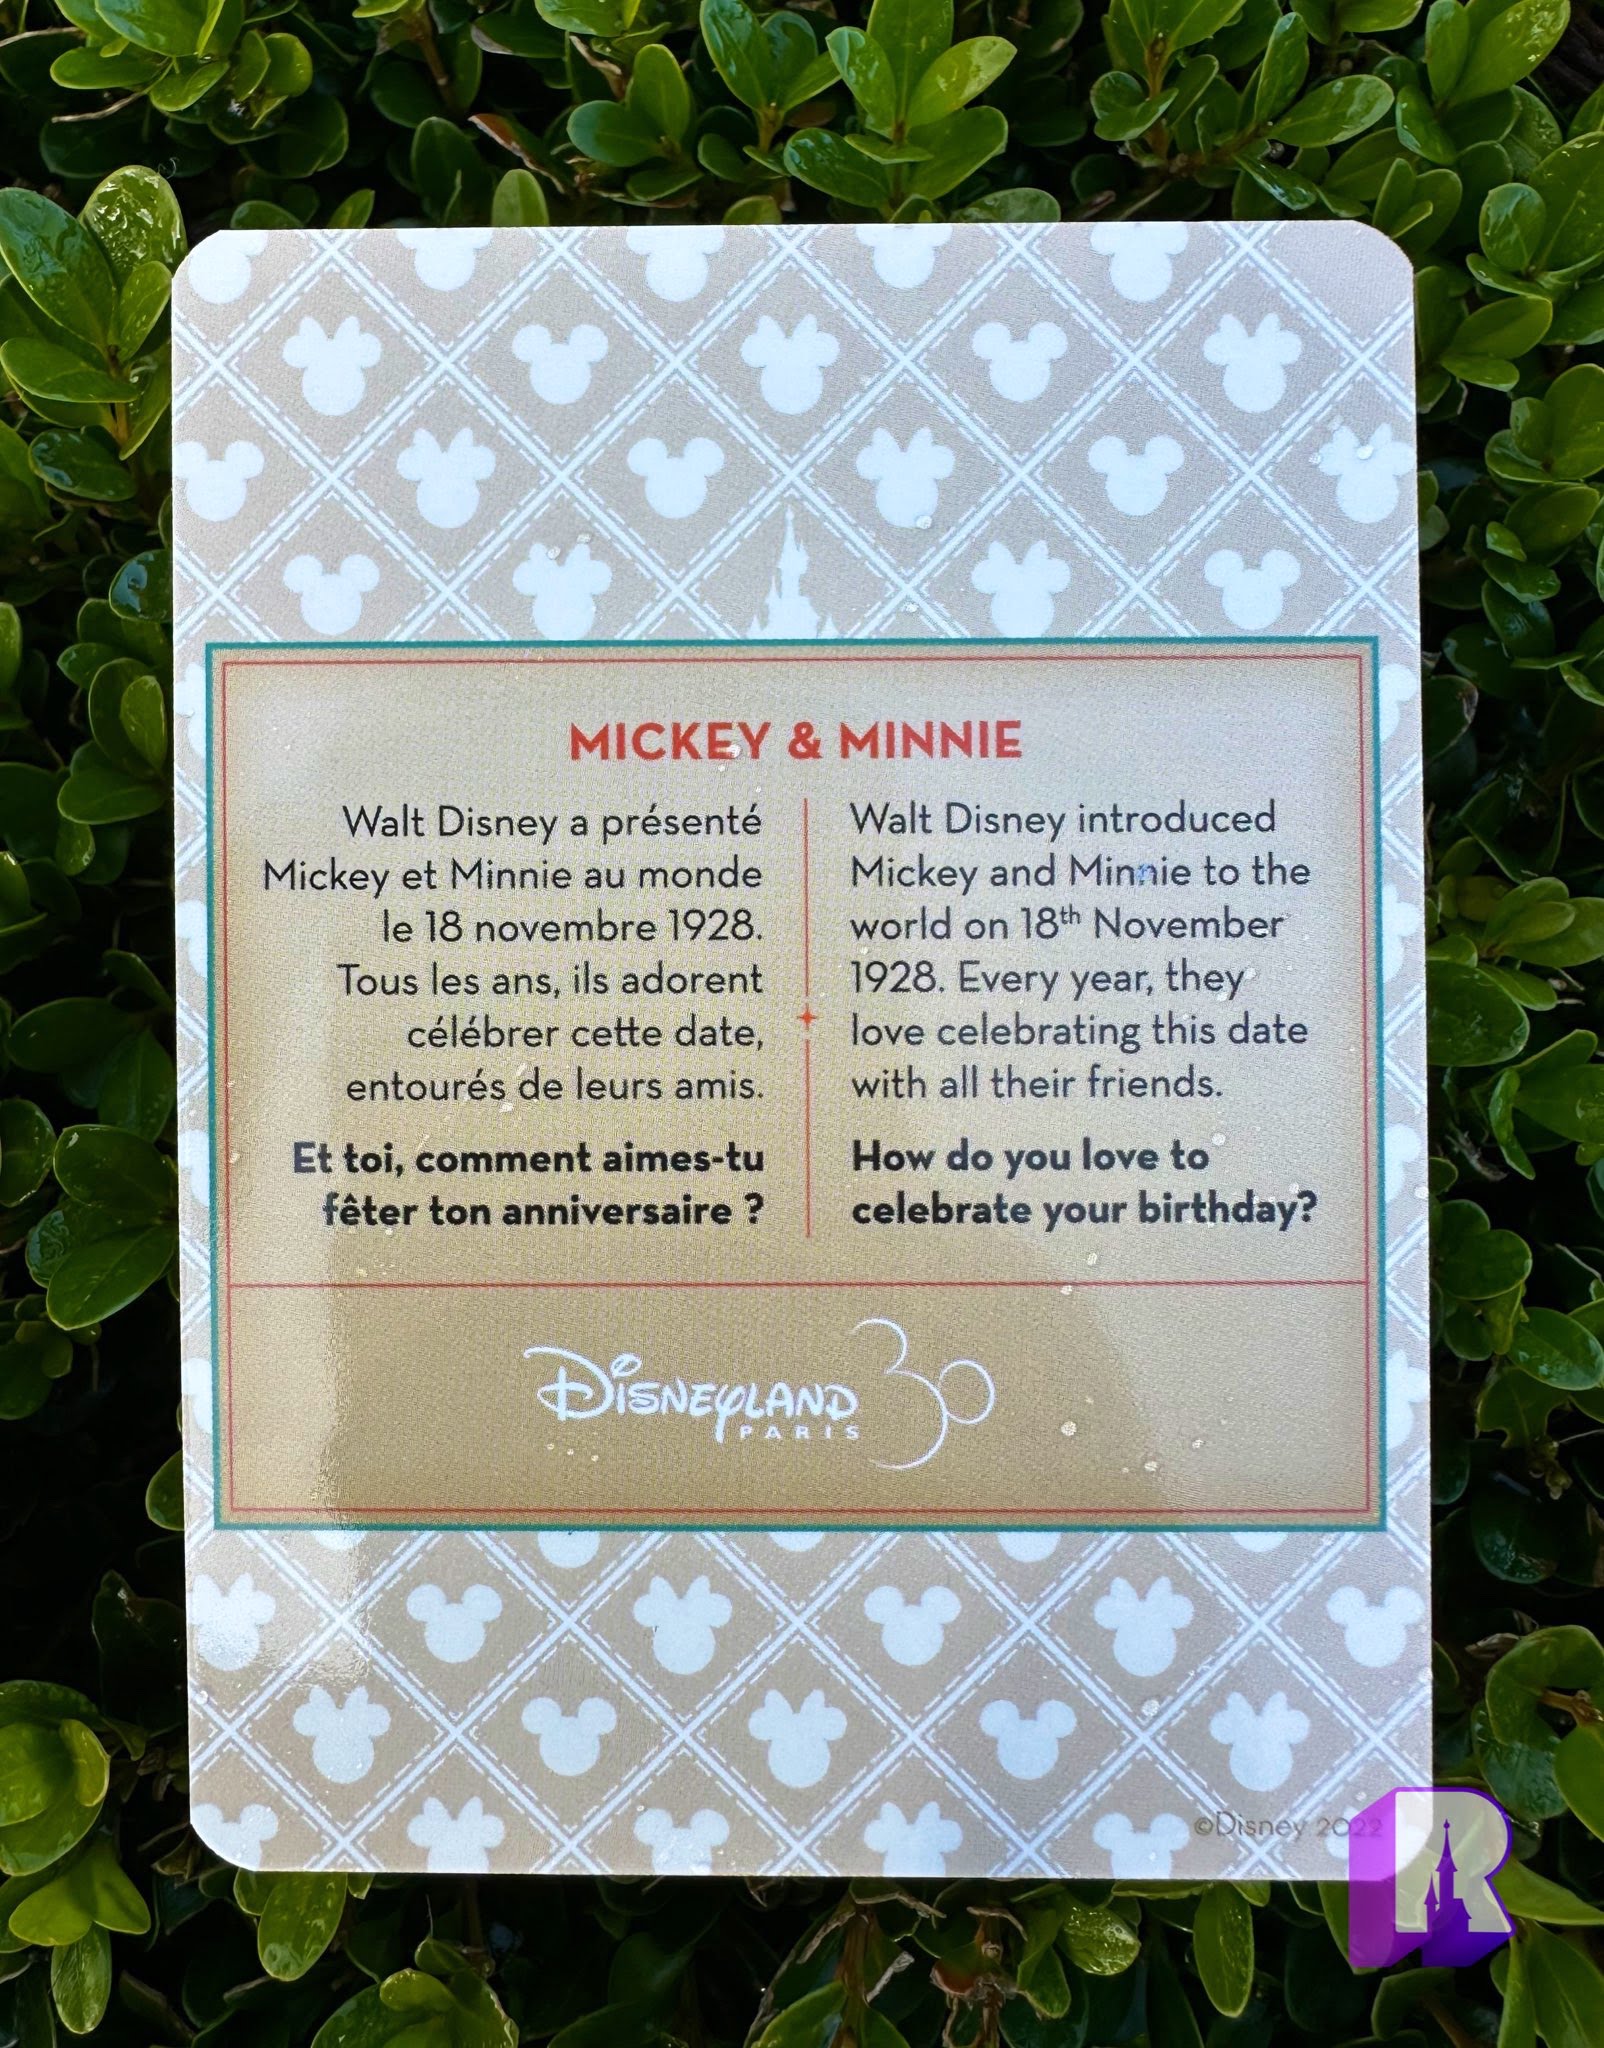 MICKEY & MINNIE
Walt Disney a présenté
Mickey et Minnie au monde
le 18 novembre 1928.
Tous les ans, ils adorent
célébrer cette date,
entourés de leurs amis.
Et toi, comment aimes-tu
fêter ton anniversaire ?
Walt Disney introduced
Mickey and Minnie to the
world on 18th November
1928. Every year, they
love celebrating this date
with all their friends.
How do you love to
celebrate your birthday?
DISNEYLAND 30
PARIS
©Disney 2022
R